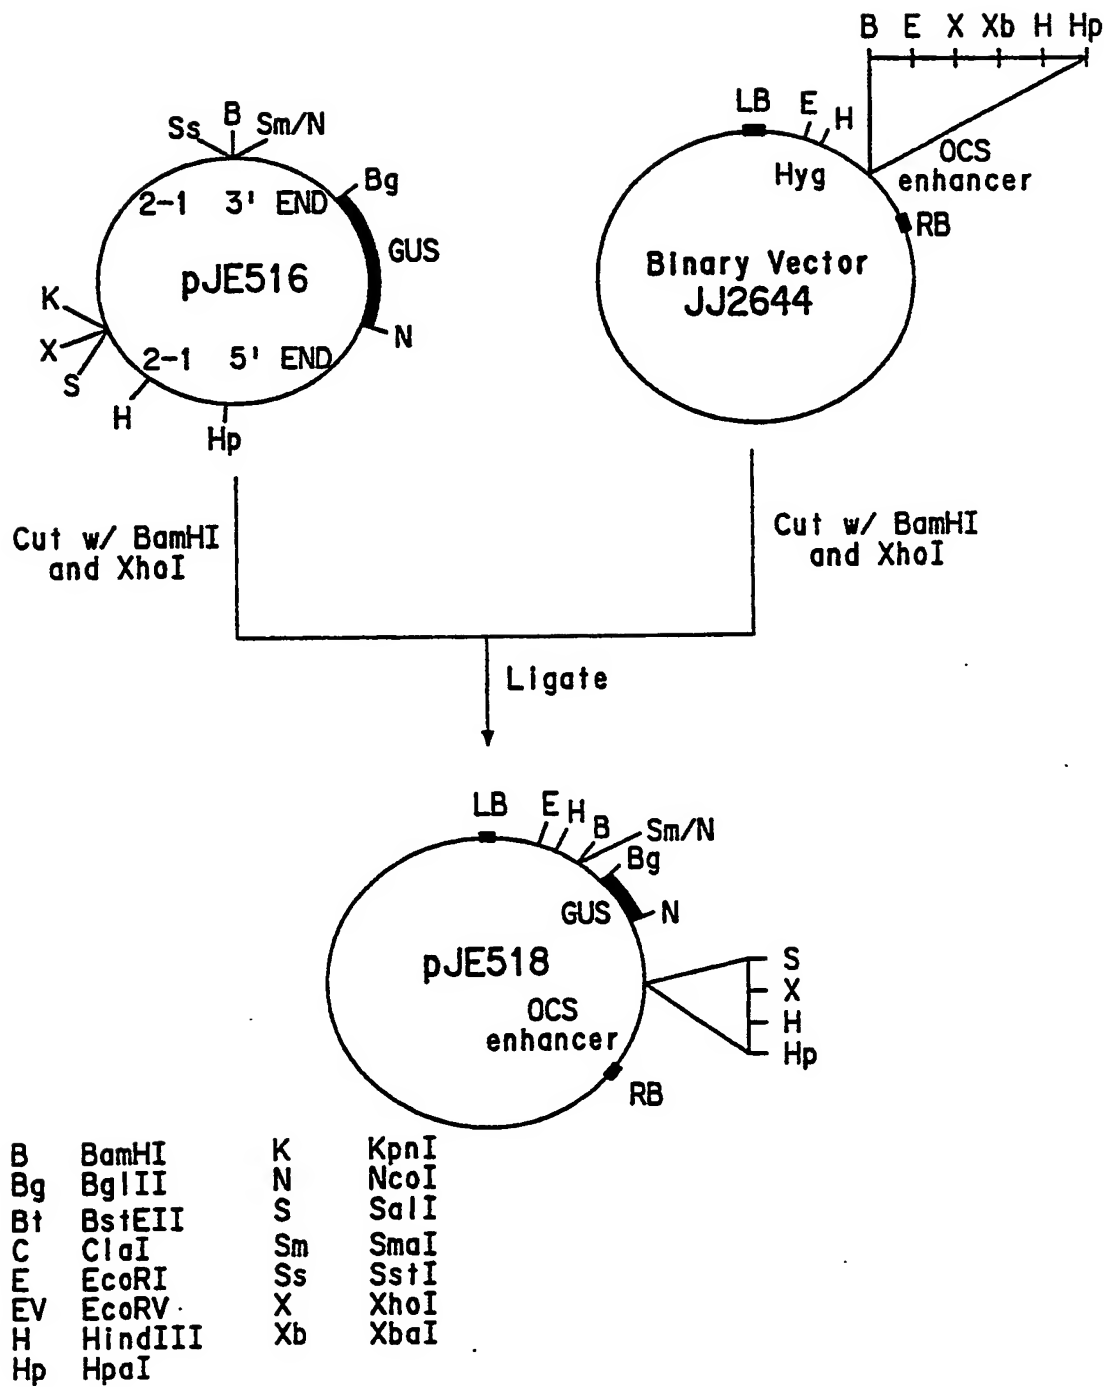 B E X Xb H Hp
LB E H
OCS
enhancer
Hyg
RB
Binary Vector
JJ2644
Ss B Sm/N
Bg
2-1 3' END
GUS
pJE516
K
X
S
N
2-1 5' END
H
Hp
Cut w/ BamHI
and XhoI
Cut w/ BamHI
and XhoI
Ligate
LB E H B Sm/N
Bg
GUS N
pJE518
S
X
H
Hp
OCS
enhancer
RB
B BamHI K KpnI
Bg BglII N NcoI
Bt BstEII S SalI
C ClaI Sm SmaI
E EcoRI Ss SstI
EV EcoRV X XhoI
H HindIII Xb XbaI
Hp HpaI